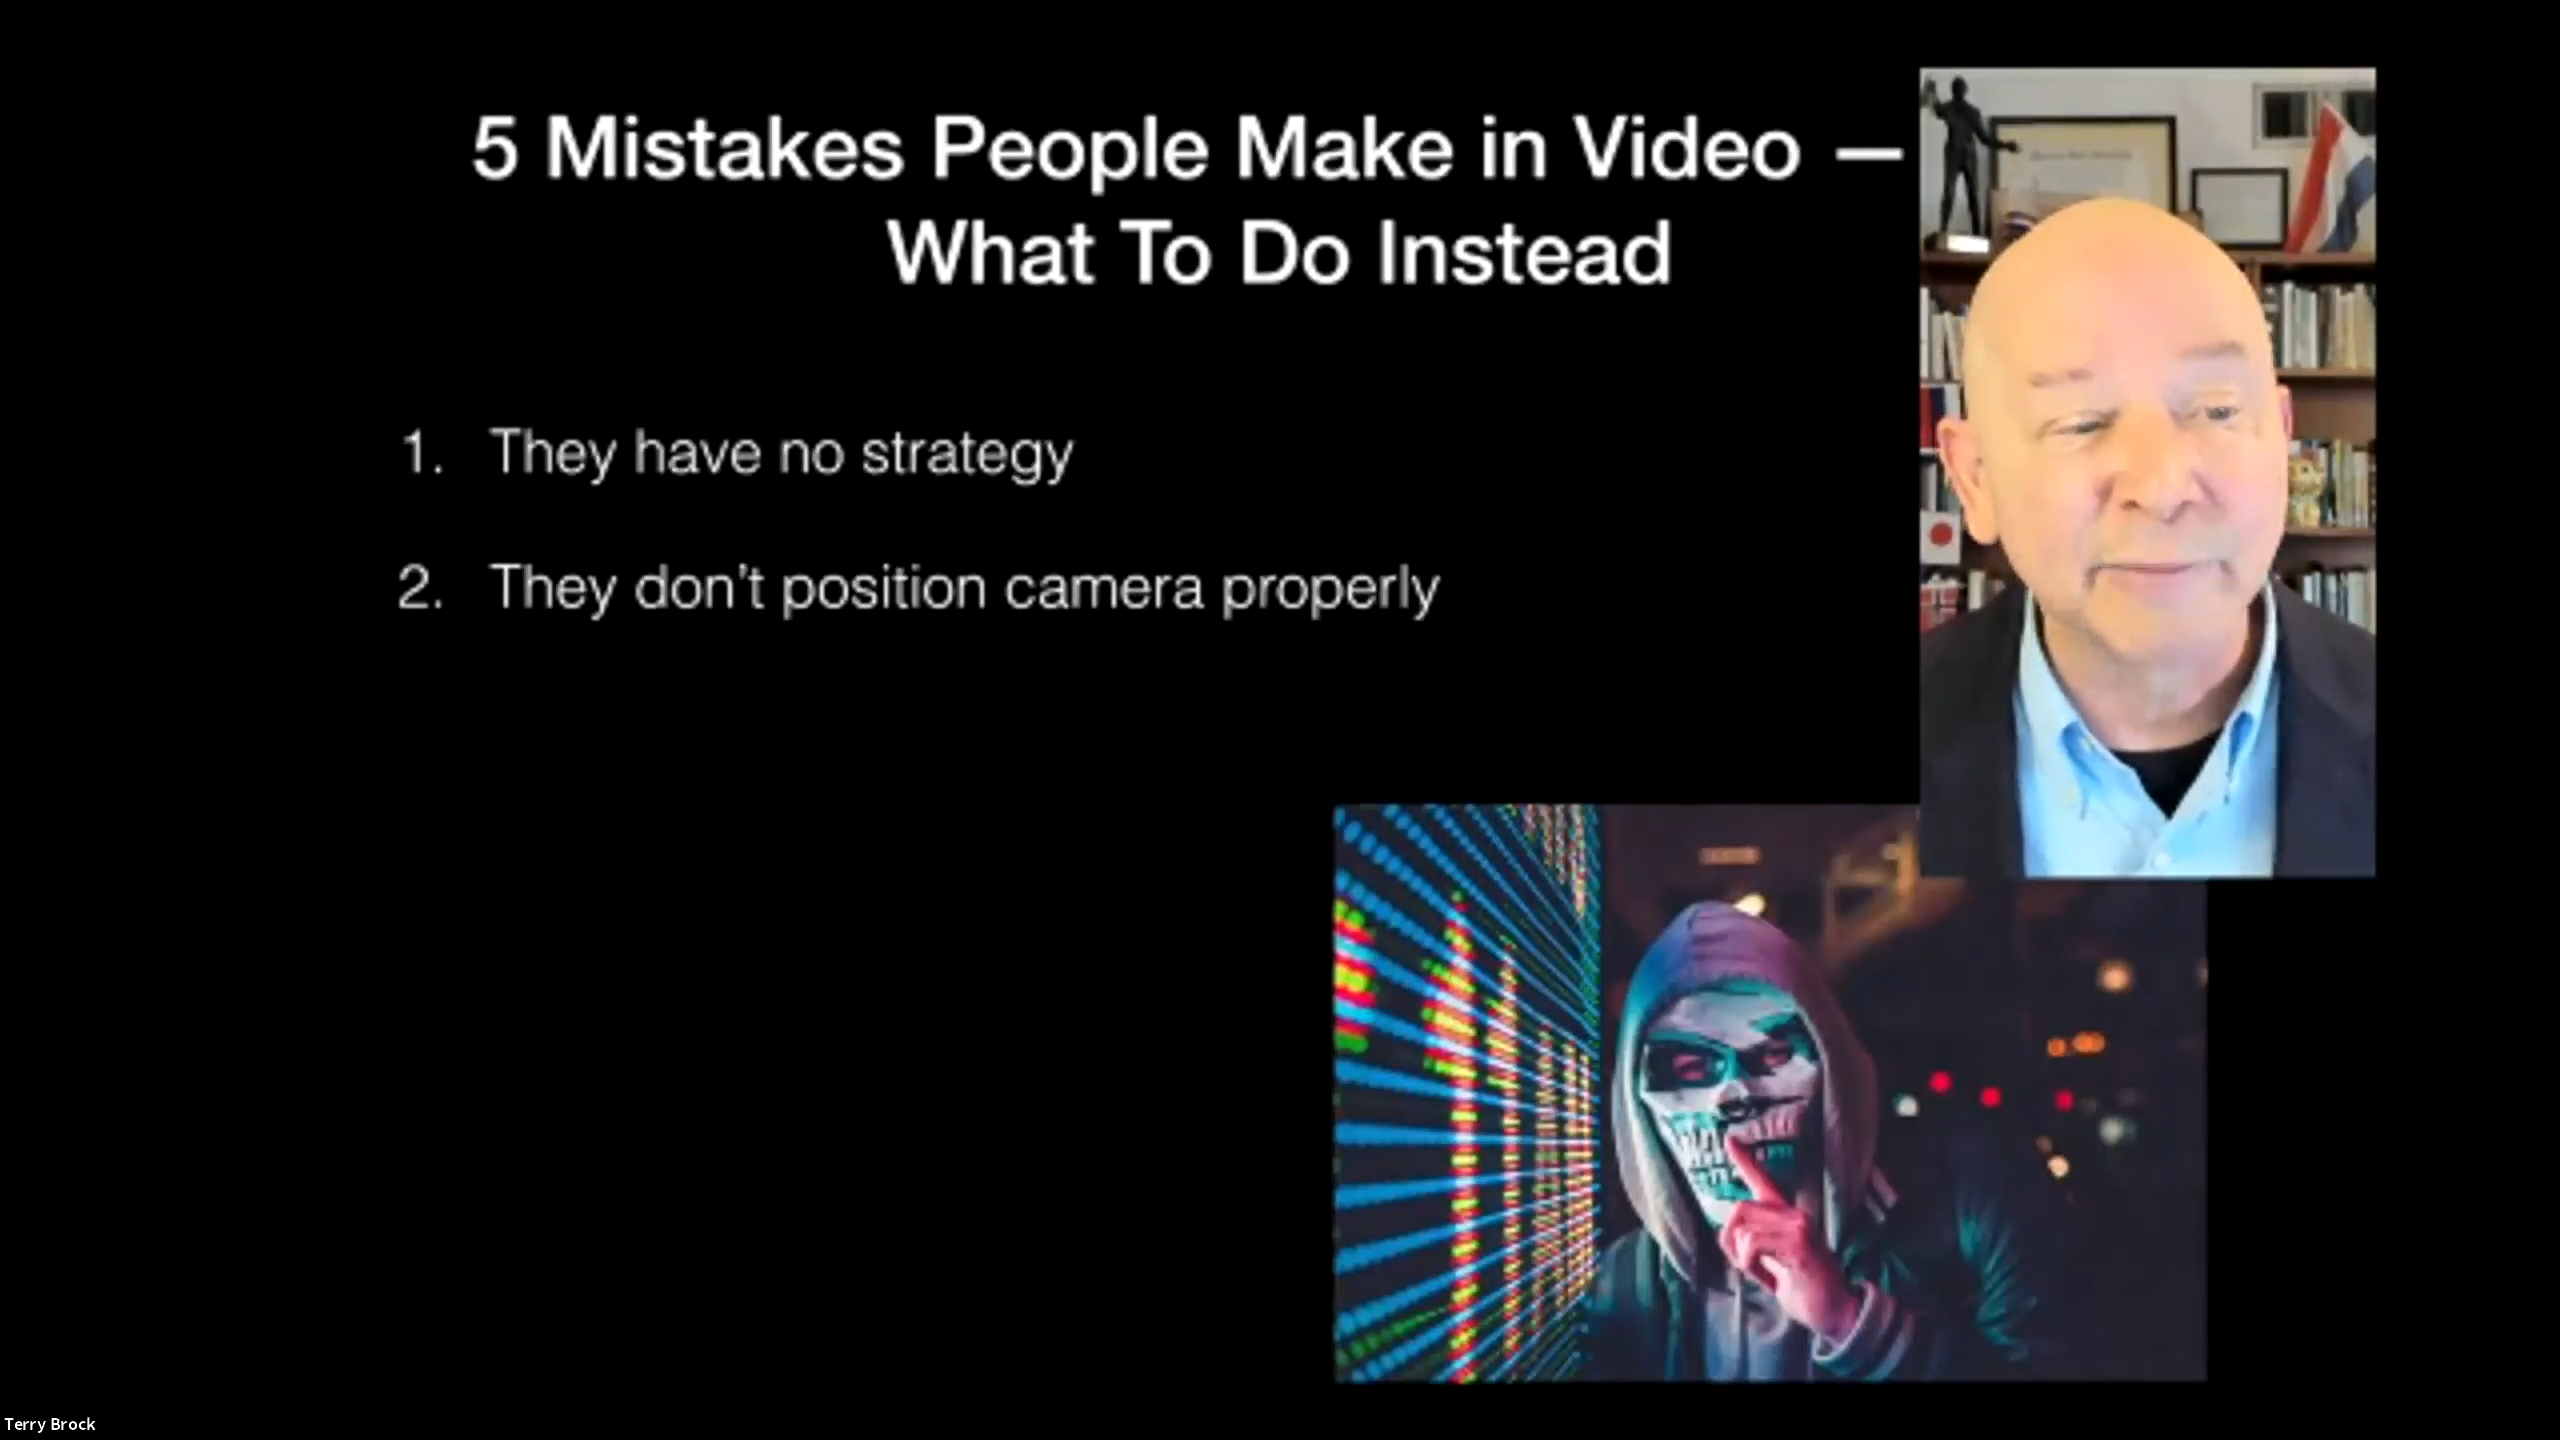 5 Mistakes People Make in Video —
What To Do Instead
1. They have no strategy
2. They don't position camera properly
Terry Brock